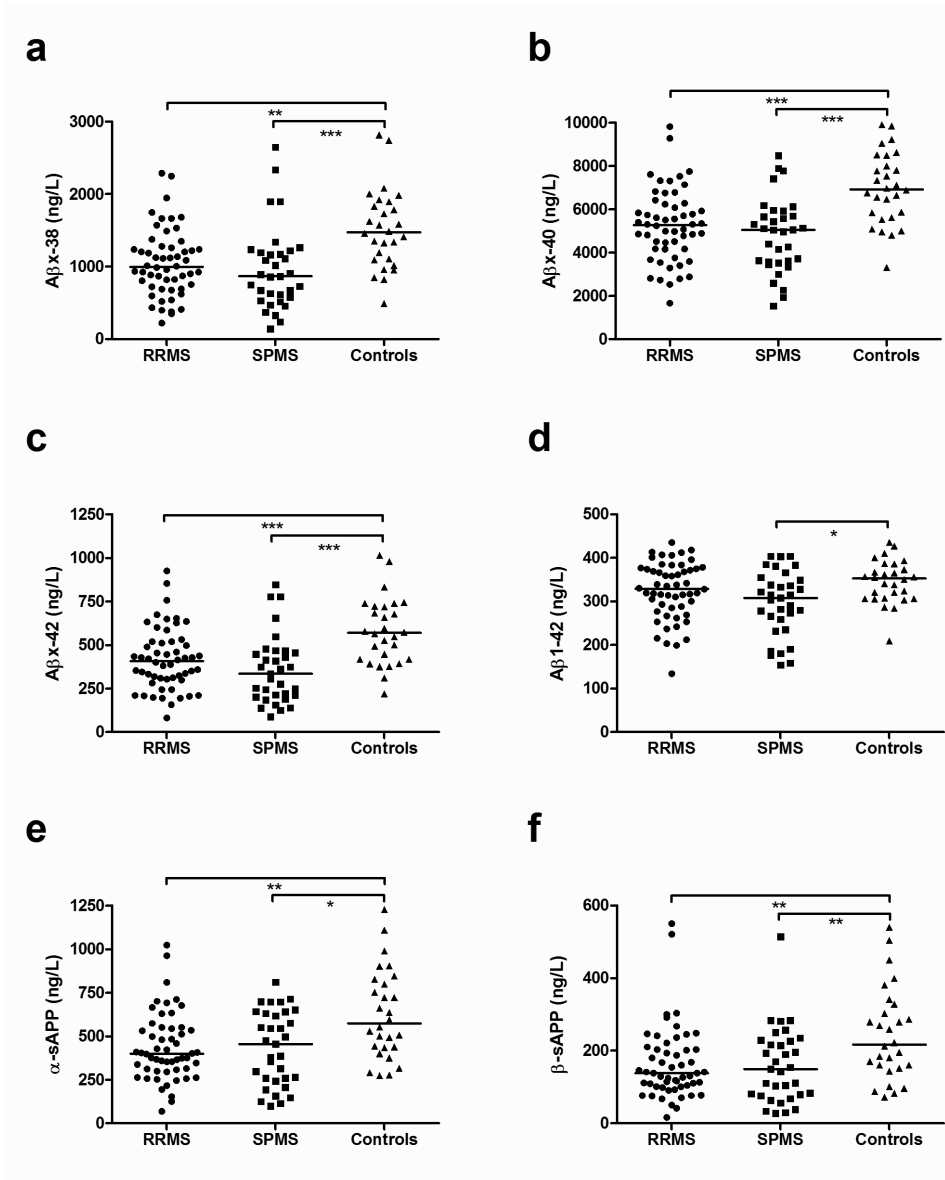 a
**
***
3000
2000
1000
0
Aβx-38 (ng/L)
RRMS SPMS Controls
b
***
***
10000
8000
6000
4000
2000
0
Aβx-40 (ng/L)
RRMS SPMS Controls
c
***
***
1250
1000
750
500
250
0
Aβx-42 (ng/L)
RRMS SPMS Controls
d
*
500
400
300
200
100
0
Aβ1-42 (ng/L)
RRMS SPMS Controls
e
**
*
1250
1000
750
500
250
0
α-sAPP (ng/L)
RRMS SPMS Controls
f
**
**
600
400
200
0
β-sAPP (ng/L)
RRMS SPMS Controls